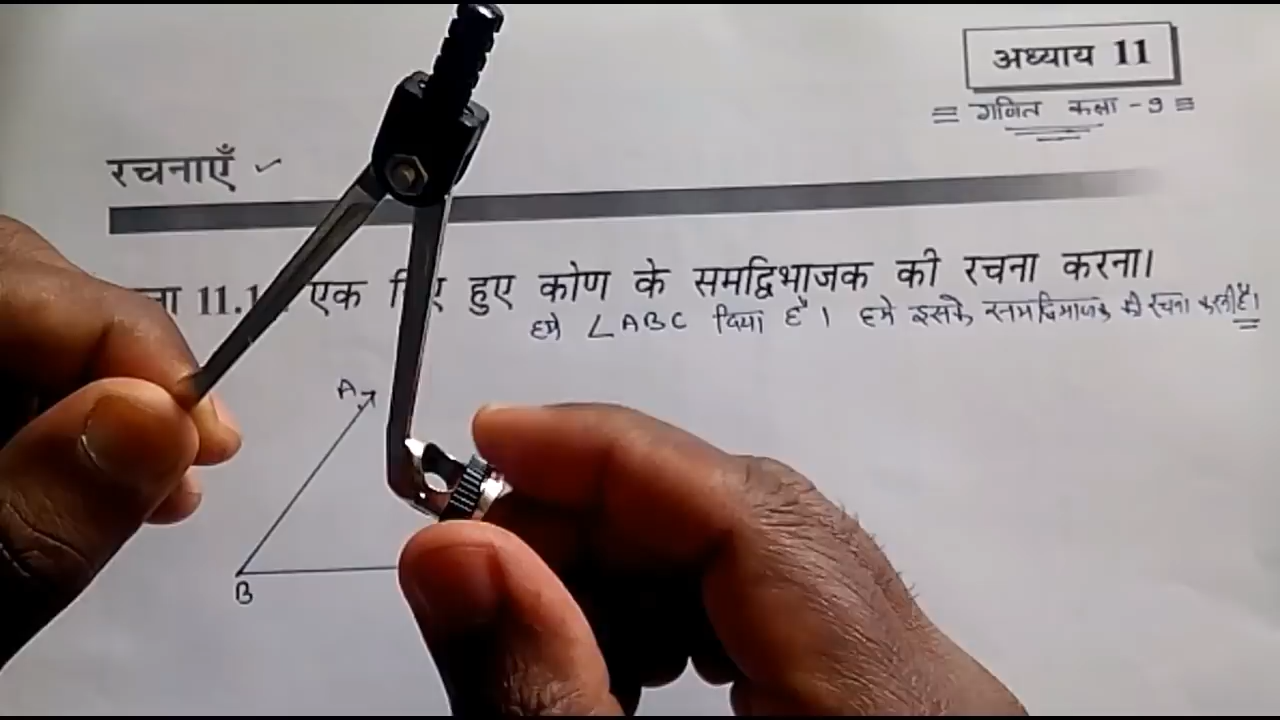 अध्याय 11
= गणित कक्षा - 9 =
रचनाएँ
11.1 एक हुए कोण के समद्विभाजक की रचना करना।
हमे ∠ABC दिया है। हमे इसके समद्विभाजक की रचना करनी है।
A
B